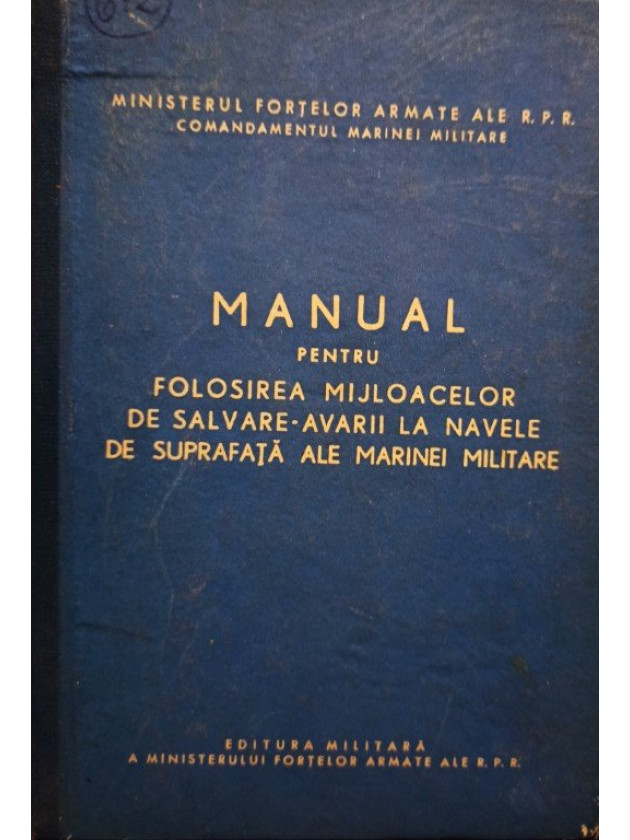 MINISTERUL FORȚELOR ARMATE ALE R. P. R.
COMANDAMENTUL MARINEI MILITARE
MANUAL
PENTRU
FOLOSIREA MIJLOACELOR
DE SALVARE-AVARII LA NAVELE
DE SUPRAFAȚĂ ALE MARINEI MILITARE
EDITURA MILITARĂ
A MINISTERULUI FORȚELOR ARMATE ALE R. P. R.